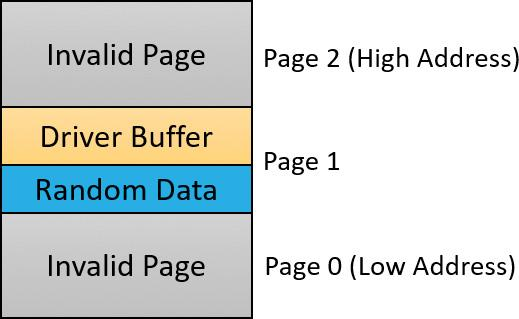 Invalid Page
Page 2 (High Address)
Driver Buffer
Page 1
Random Data
Invalid Page
Page 0 (Low Address)